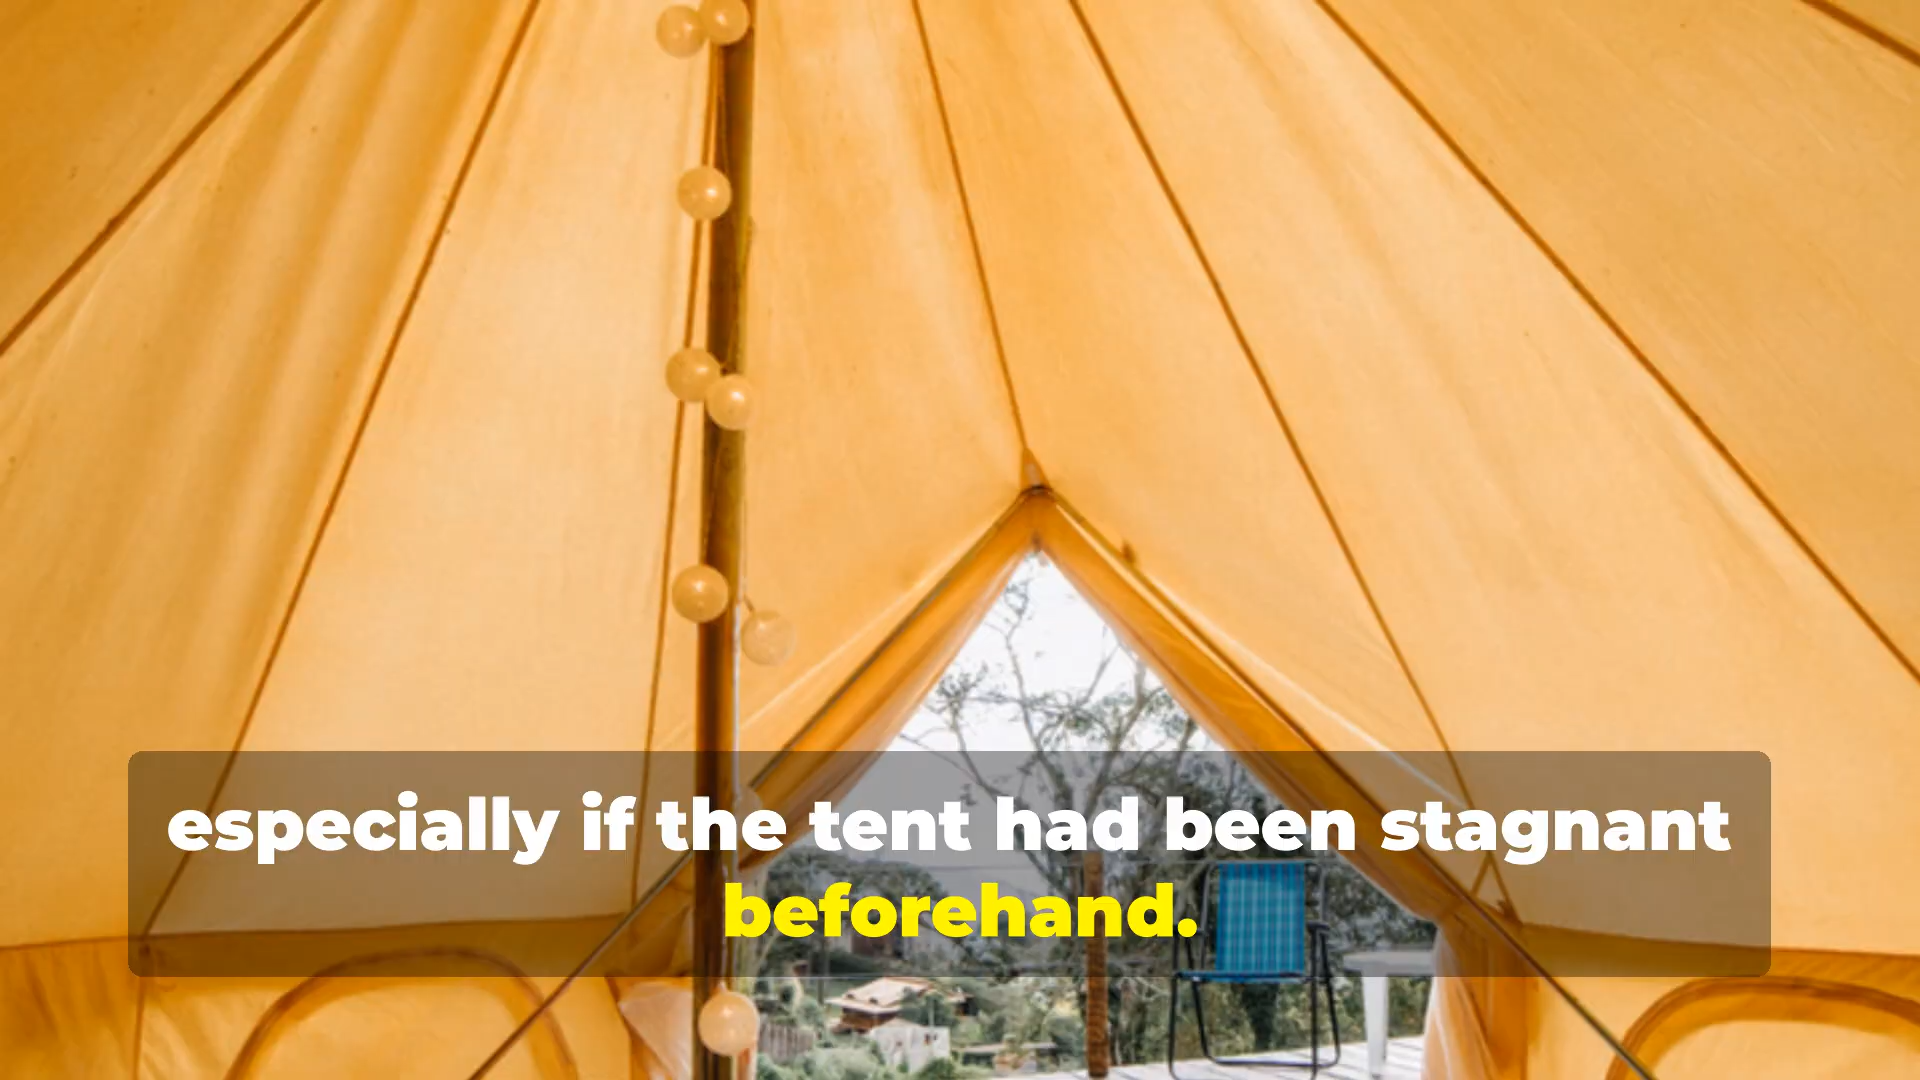 especially if the tent had been stagnant
beforehand.